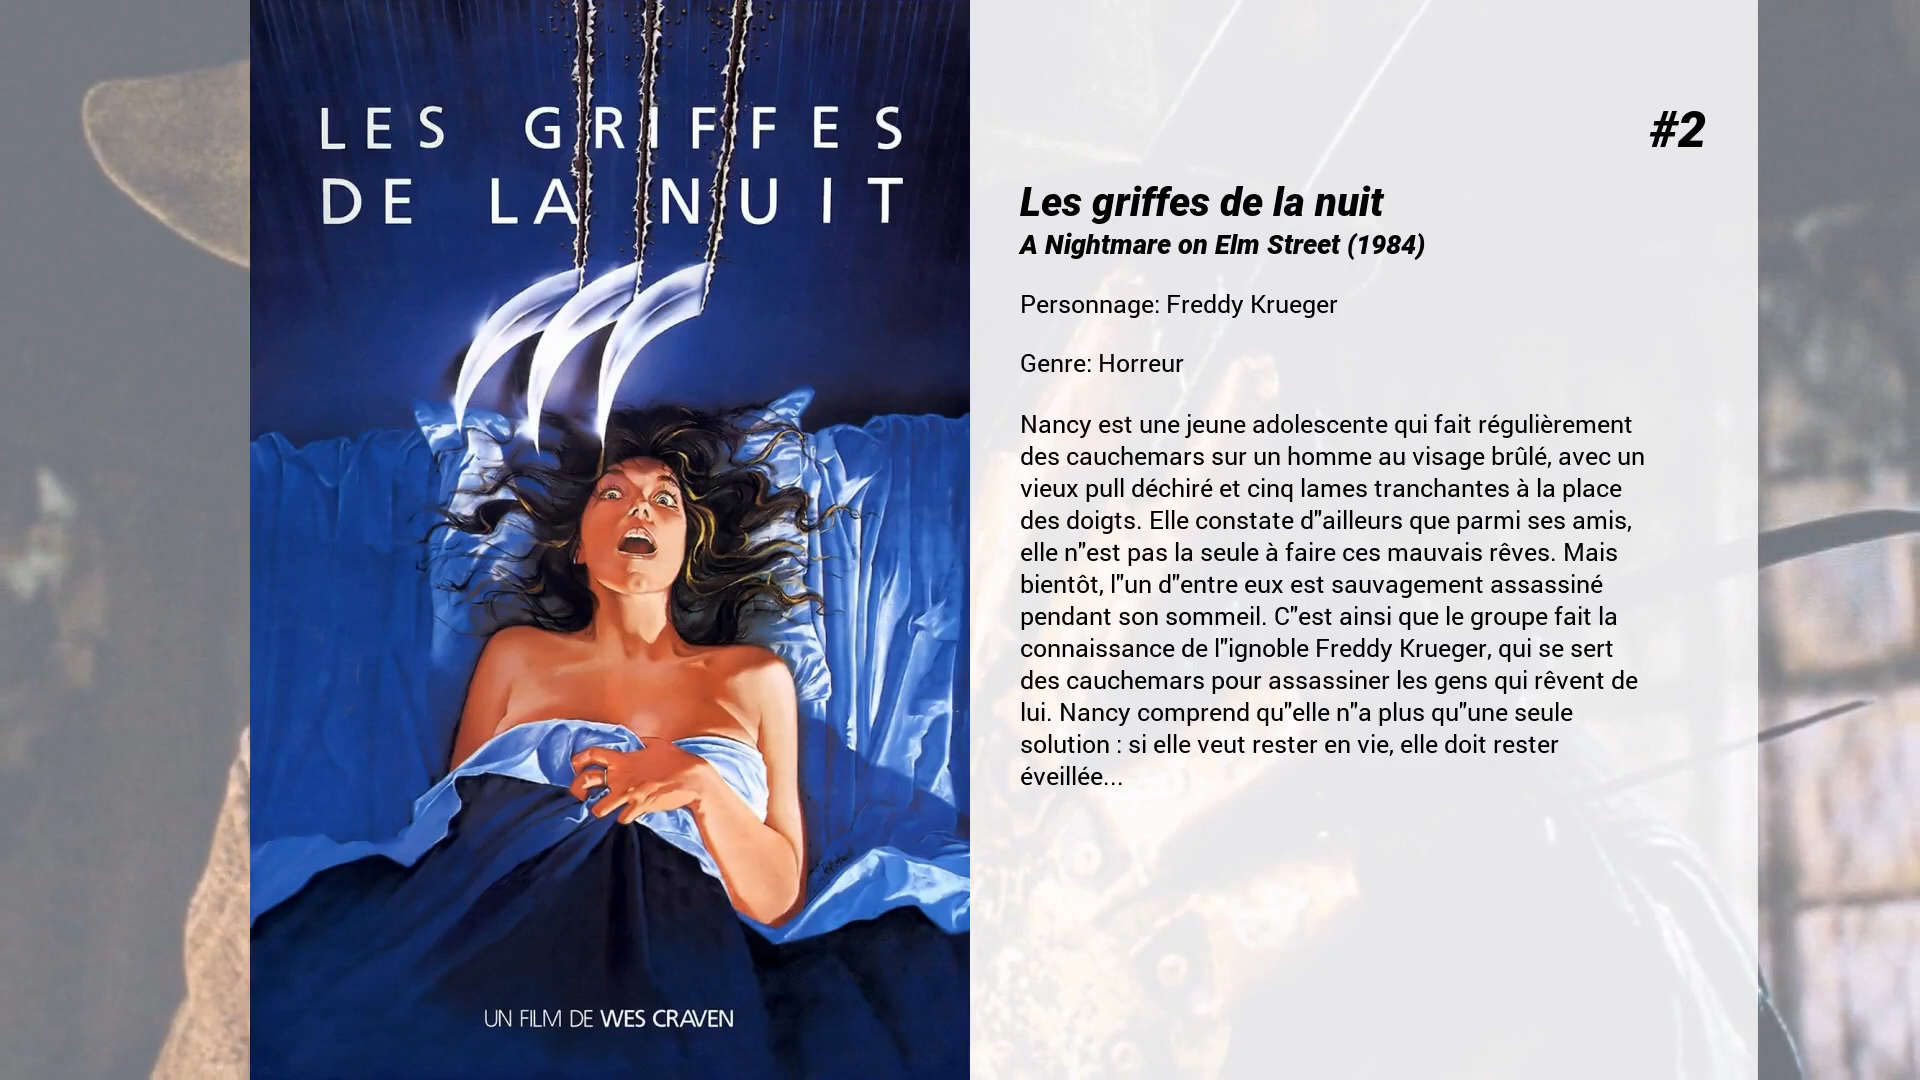 LES GRIFFES
DE LA NUIT
UN FILM DE WES CRAVEN
#2
Les griffes de la nuit
A Nightmare on Elm Street (1984)
Personnage: Freddy Krueger
Genre: Horreur
Nancy est une jeune adolescente qui fait régulièrement
des cauchemars sur un homme au visage brûlé, avec un
vieux pull déchiré et cinq lames tranchantes à la place
des doigts. Elle constate d"ailleurs que parmi ses amis,
elle n"est pas la seule à faire ces mauvais rêves. Mais
bientôt, l"un d"entre eux est sauvagement assassiné
pendant son sommeil. C"est ainsi que le groupe fait la
connaissance de l"ignoble Freddy Krueger, qui se sert
des cauchemars pour assassiner les gens qui rêvent de
lui. Nancy comprend qu"elle n"a plus qu"une seule
solution : si elle veut rester en vie, elle doit rester
éveillée...